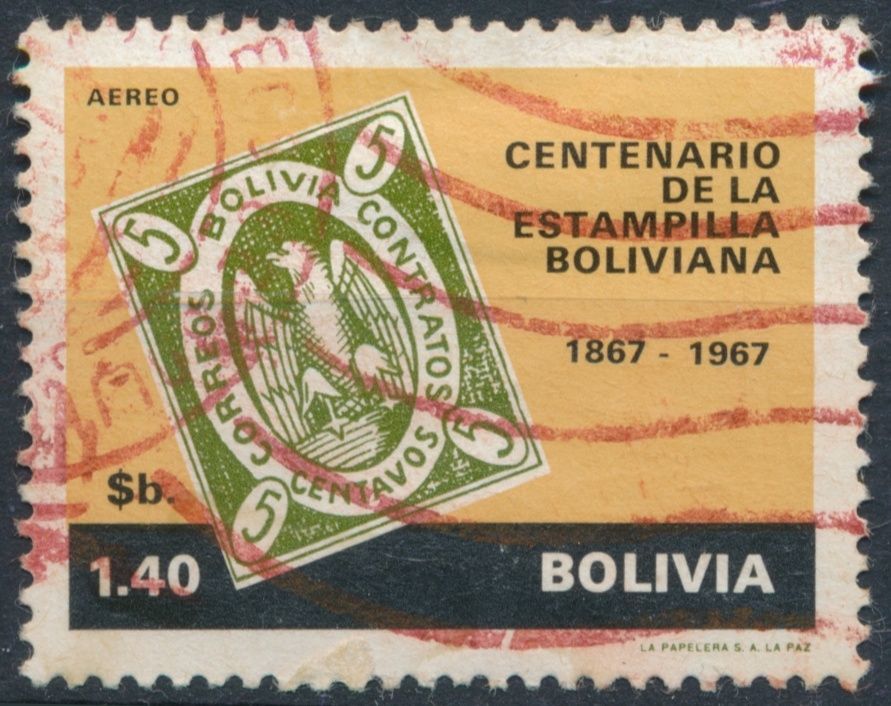 AEREO
CENTENARIO
DE LA
ESTAMPILLA
BOLIVIANA
1867 - 1967
5
5
BOLIVIA
CORREOS
CONTRATOS
CENTAVOS
5
5
$b.
1.40
BOLIVIA
LA PAPELERA S. A. LA PAZ